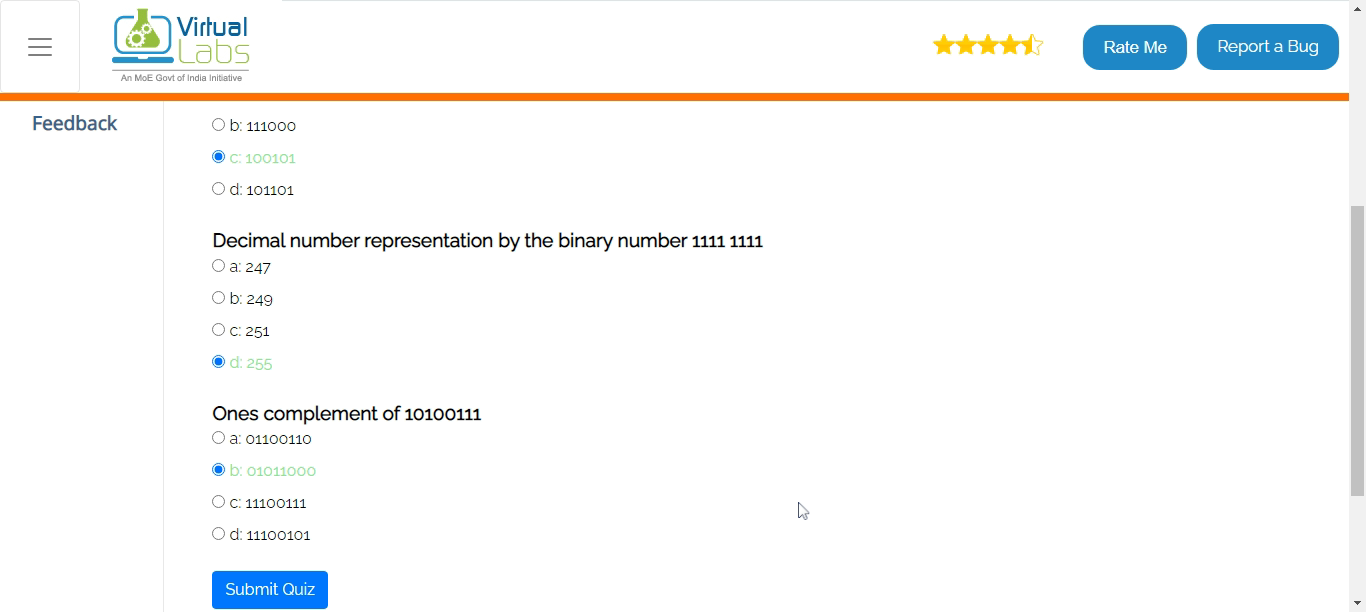 Virtual
Labs
An MoE Govt of India Initiative
Rate Me
Report a Bug
Feedback
b: 111000
c: 100101
d: 101101
Decimal number representation by the binary number 1111 1111
a: 247
b: 249
c: 251
d: 255
Ones complement of 10100111
a: 01100110
b: 01011000
c: 11100111
d: 11100101
Submit Quiz